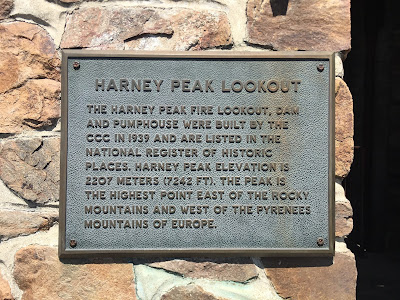 HARNEY PEAK LOOKOUT
THE HARNEY PEAK FIRE LOOKOUT, DAM
AND PUMPHOUSE WERE BUILT BY THE
CCC IN 1939 AND ARE LISTED IN THE
NATIONAL REGISTER OF HISTORIC
PLACES. HARNEY PEAK ELEVATION IS
2207 METERS (7242 FT). THE PEAK IS
THE HIGHEST POINT EAST OF THE ROCKY
MOUNTAINS AND WEST OF THE PYRENEES
MOUNTAINS OF EUROPE.